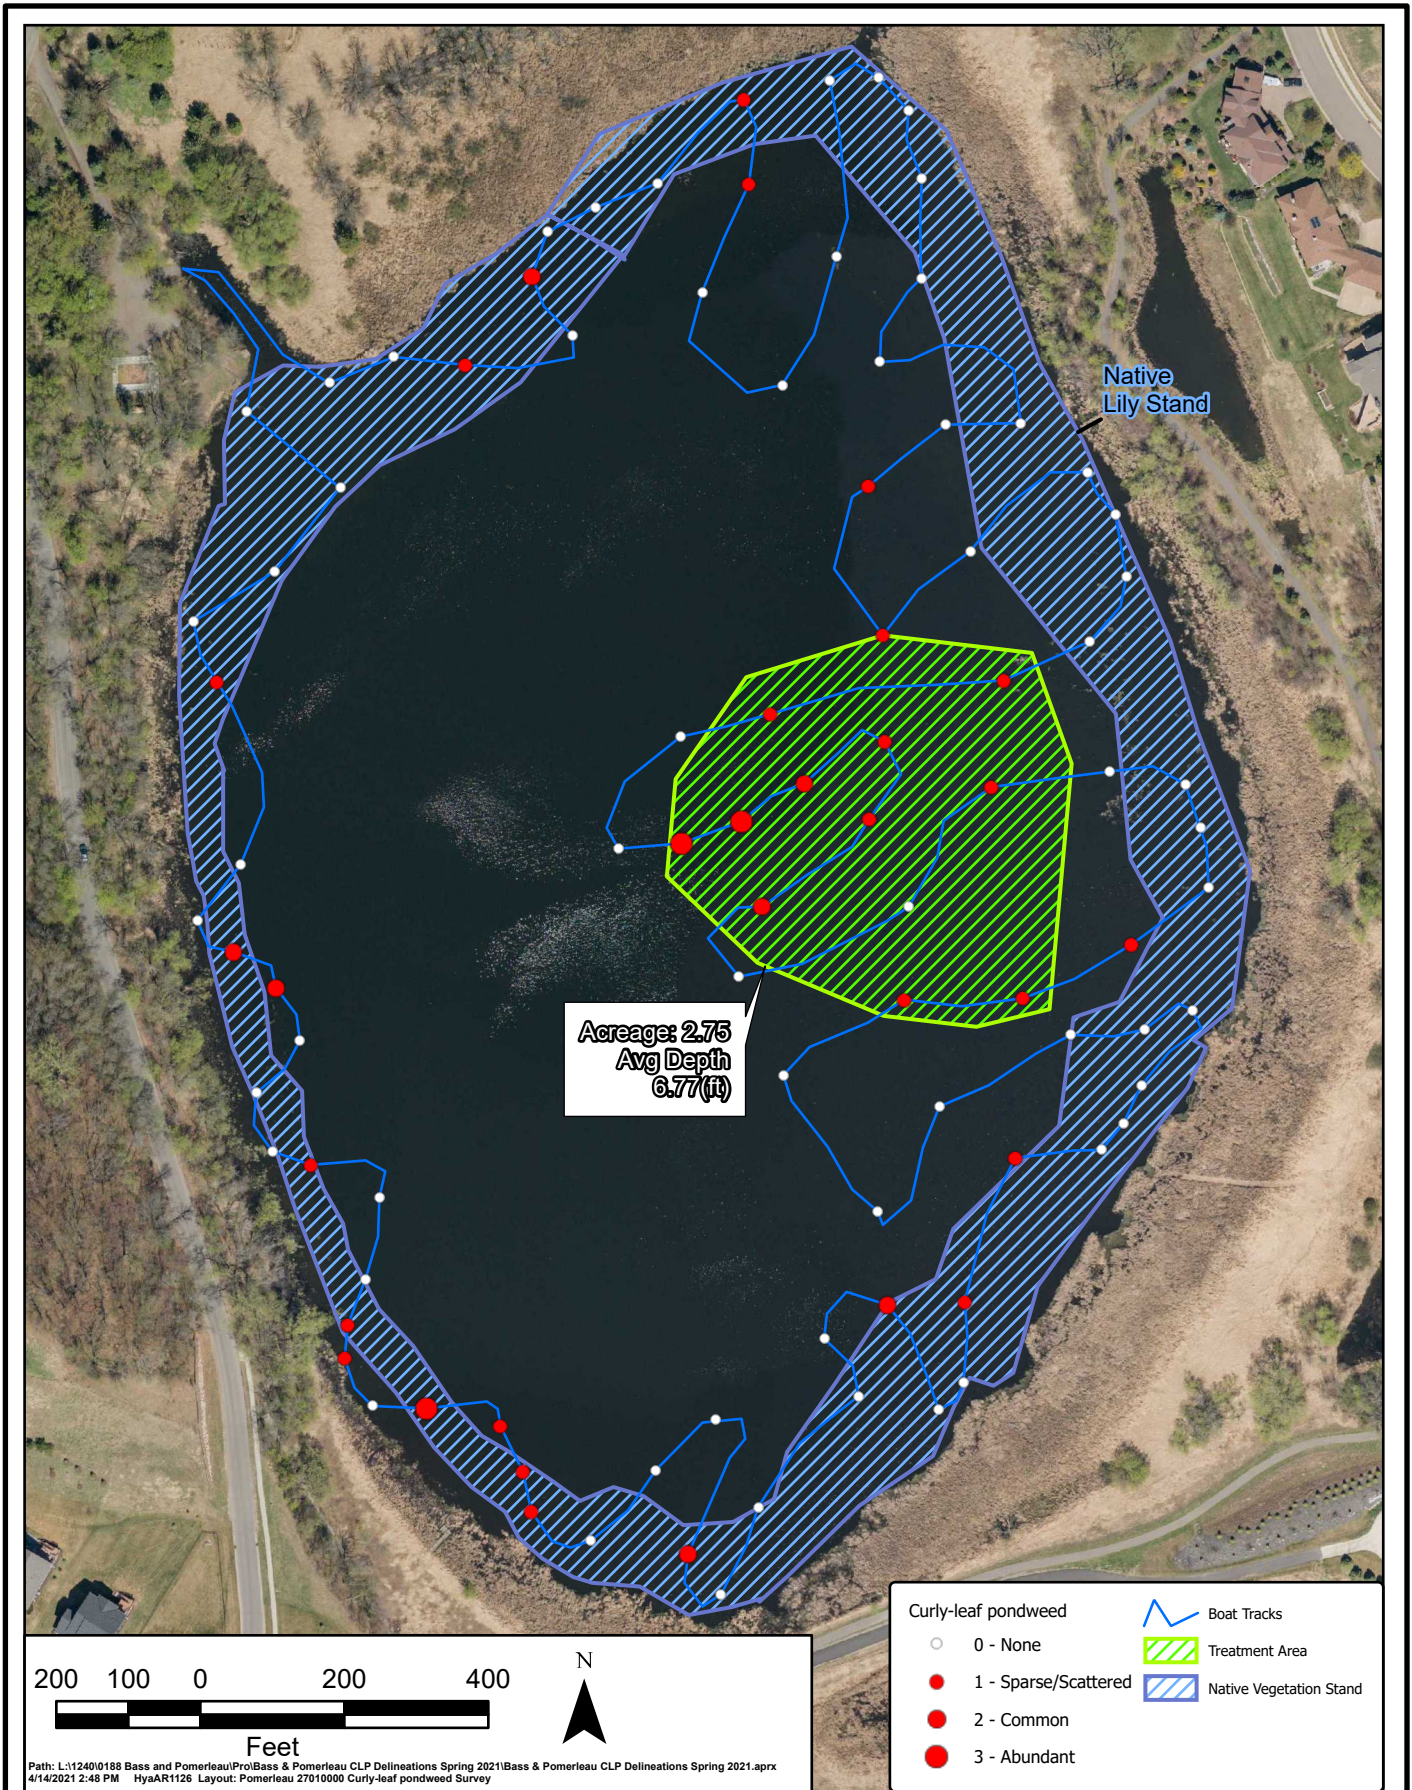 Native
Lily Stand
Acreage: 2.75
Avg Depth
6.77(ft)
Curly-leaf pondweed
0 - None
1 - Sparse/Scattered
2 - Common
3 - Abundant
Boat Tracks
Treatment Area
Native Vegetation Stand
200 100 0 200 400
Feet
N
Path: L:\1240\0188 Bass and Pomerleau\Pro\Bass & Pomerleau CLP Delineations Spring 2021\Bass & Pomerleau CLP Delineations Spring 2021.aprx
4/14/2021 2:48 PM HyaAR1126 Layout: Pomerleau 27010000 Curly-leaf pondweed Survey